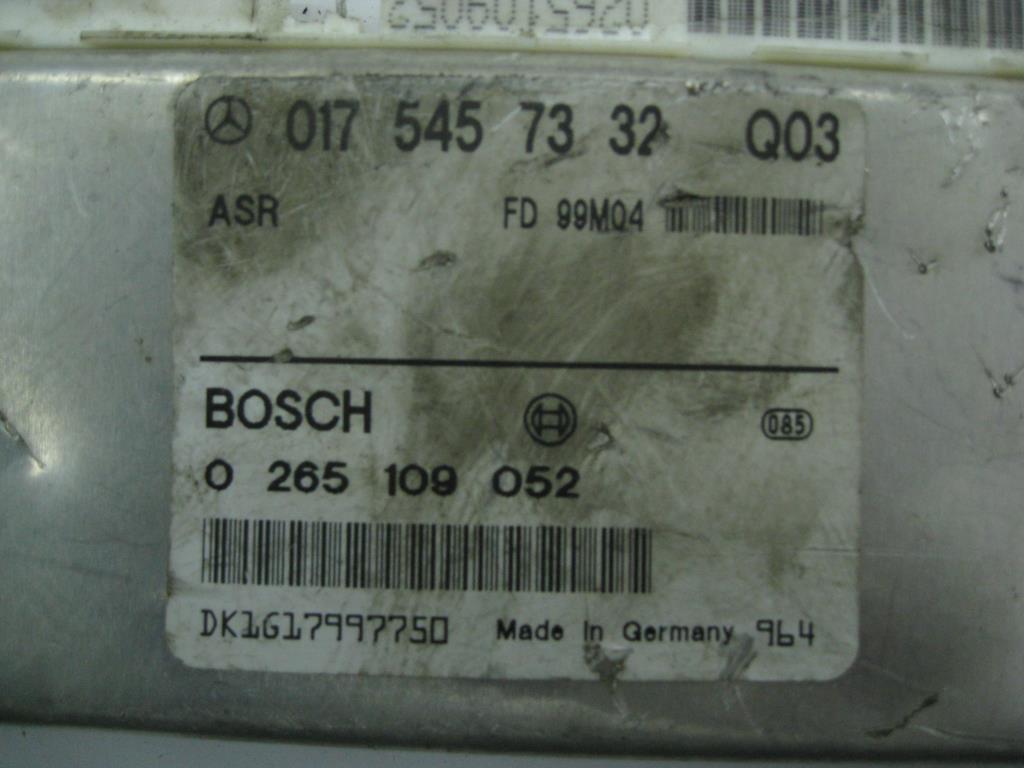 0265109052
017 545 73 32 Q03
ASR FD 99M04
BOSCH 085
0 265 109 052
DK1G17997750 Made In Germany 964